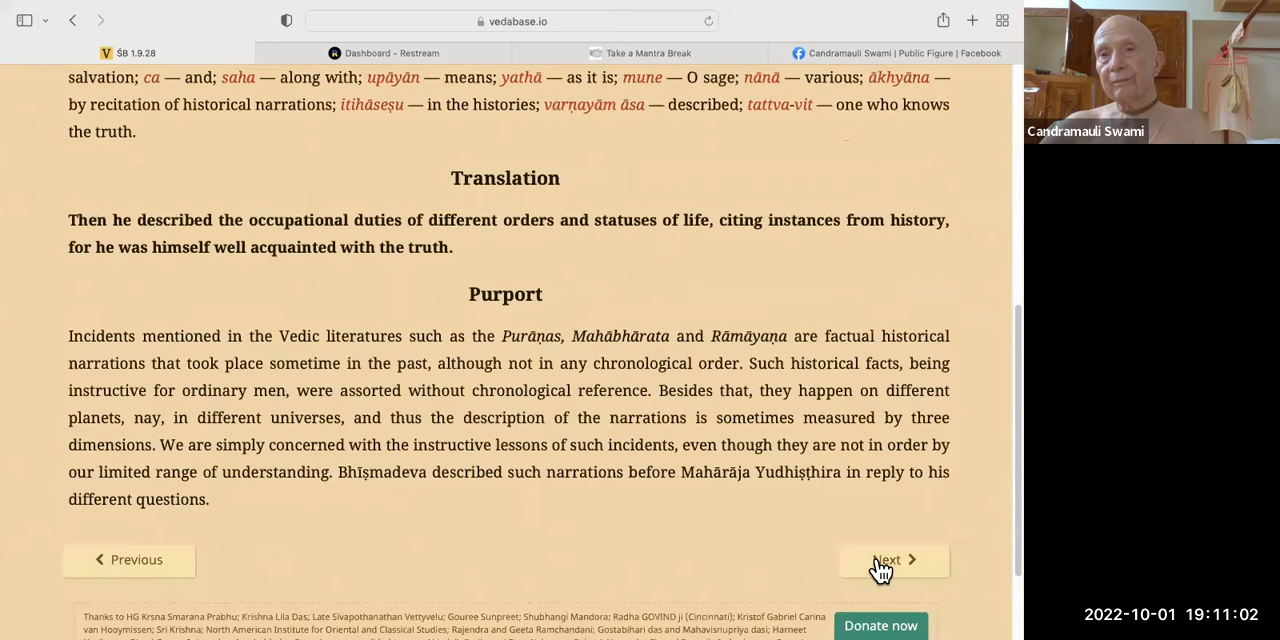 vedabase.io
ŚB 1.9.28
Dashboard - Restream
Take a Mantra Break
Candramauli Swami | Public Figure | Facebook
Candramauli Swami
salvation; ca — and; saha — along with; upāyān — means; yathā — as it is; mune — O sage; nānā — various; ākhyāna —
by recitation of historical narrations; itihāseṣu — in the histories; varṇayām āsa — described; tattva-vit — one who knows
the truth.
Translation
Then he described the occupational duties of different orders and statuses of life, citing instances from history,
for he was himself well acquainted with the truth.
Purport
Incidents mentioned in the Vedic literatures such as the Purāṇas, Mahābhārata and Rāmāyaṇa are factual historical
narrations that took place sometime in the past, although not in any chronological order. Such historical facts, being
instructive for ordinary men, were assorted without chronological reference. Besides that, they happen on different
planets, nay, in different universes, and thus the description of the narrations is sometimes measured by three
dimensions. We are simply concerned with the instructive lessons of such incidents, even though they are not in order by
our limited range of understanding. Bhīṣmadeva described such narrations before Mahārāja Yudhiṣṭhira in reply to his
different questions.
Previous
Next
Thanks to HG Krsna Smarana Prabhu; Krishna Lila Das; Late Sivapothanathan Vettyvelu; Gouree Sunpreet; Shubhangi Mandora; Radha GOVIND ji (Cincinnati); Kristof Gabriel Carina
van Hooymissen; Sri Krishna; North American Institute for Oriental and Classical Studies; Rajendra and Geeta Ramchandani; Gostabihari das and Mahavisnupriya dasi; Harneet
Donate now
2022-10-01 19:11:02